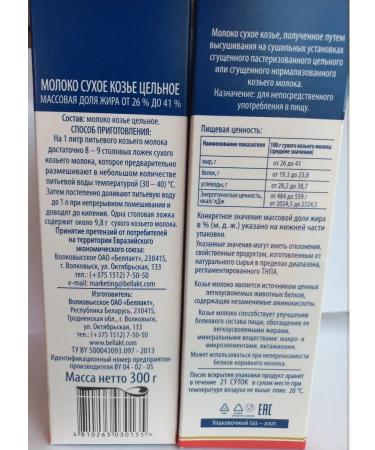 МОЛОКО СУХОЕ КОЗЬЕ ЦЕЛЬНОЕ
МАССОВАЯ ДОЛЯ ЖИРА ОТ 26 % ДО 41 %
Состав: молоко козье цельное.
СПОСОБ ПРИГОТОВЛЕНИЯ:
На 1 литр питьевого козьего молока
достаточно 8 – 9 столовых ложек сухого
козьего молока, которое предварительно
размешивают в небольшом количестве
питьевой воды температурой (30 – 40) °С.
Затем постепенно доливают питьевую воду
до 1 л при непрерывном помешивании и
доводят до кипения. Одна столовая ложка
содержит около 9,8 г сухого козьего молока.
Принятие претензий от потребителей
на территории Евразийского
экономического союза:
Волковысское ОАО «Беллакт», 230415,
г. Волковыск, ул. Октябрьская, 133
тел.: (+375 1512) 7-50-50
e-mail: marketing@bellakt.com
Изготовитель:
Волковысское ОАО «Беллакт»,
Республика Беларусь, 230415,
Гродненская обл., г. Волковыск,
ул. Октябрьская, 133
тел.: (+375 1512) 7-50-50
www.bellakt.com
ТУ BY 500043093.097 - 2013
Идентификационный номер предприятия-
производителя BY 04 - 02 - 05
Масса нетто 300 г
4 810263 030135 >
Молоко сухое козье, полученное путем
высушивания на сушильных установках
сгущенного пастеризованного цельного
или сгущенного нормализованного
козьего молока.
Назначение: для непосредственного
употребления в пищу.
Пищевая ценность:
Наименование показателя
100 г сухого козьего молока
(средние значения)
жир, г
от 26 до 41
белок, г
от 19,3 до 23,8
углеводы, г
от 28,2 до 38,7
Энергетическая ценность,
ккал/ кДж
от 484 до 559 /
от 2024,5 до 2324,5
Конкретное значение массовой доли жира
в % (м. д. ж.) указано на нижней части
упаковки.
Указанные значения могут иметь отклонения,
свойственные продуктам, изготовленным из
натурального сырья в пределах диапазона,
регламентированного ТНПА.
Козье молоко является источником ценных
легкоусвояемых животных белков,
содержащих незаменимые аминокислоты.
Козье молоко способствует улучшению
белкового состава пищи, обогащение ее
легкоусвояемыми жирами,
минеральными веществами: макро- и
микроэлементами, витаминами.
Может использоваться при непереносимости
белков коровьего молока.
После вскрытия упаковки продукт хранят
в течение 21 СУТОК в сухом месте при
температуре воздуха не выше плюс 20 °С.
EAC
Упаковочный газ – азот.